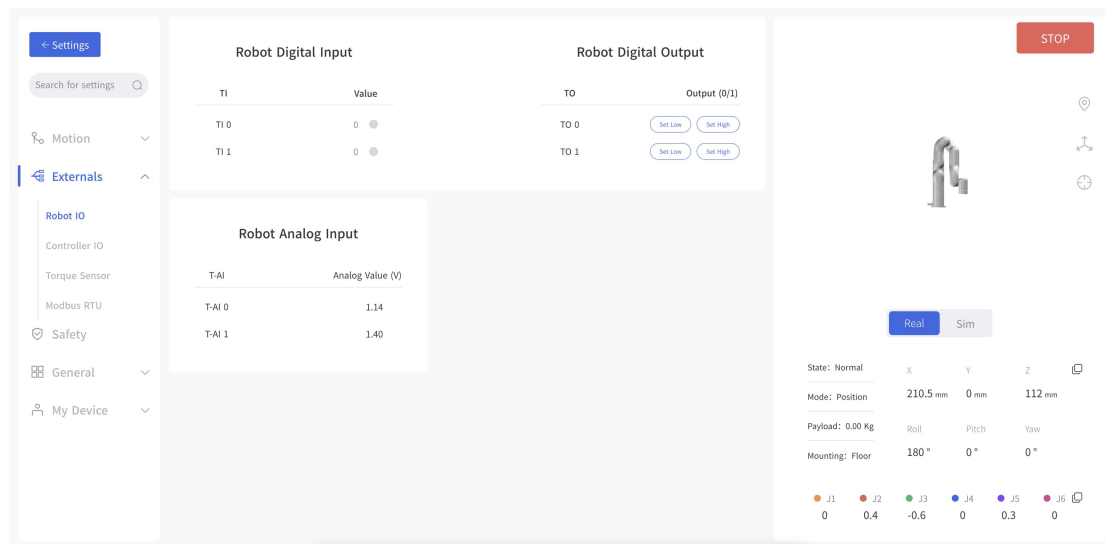 ← Settings
Search for settings
Motion
Externals
Robot IO
Controller IO
Torque Sensor
Modbus RTU
Safety
General
My Device
Robot Digital Input
TI Value
TI 0 0
TI 1 0
Robot Digital Output
TO Output (0/1)
TO 0 Set Low Set High
TO 1 Set Low Set High
Robot Analog Input
T-AI Analog Value (V)
T-AI 0 1.14
T-AI 1 1.40
STOP
Real Sim
State: Normal
Mode: Position
Payload: 0.00 Kg
Mounting: Floor
X Y Z
210.5 mm 0 mm 112 mm
Roll Pitch Yaw
180 ° 0 ° 0 °
J1 J2 J3 J4 J5 J6
0 0.4 -0.6 0 0.3 0